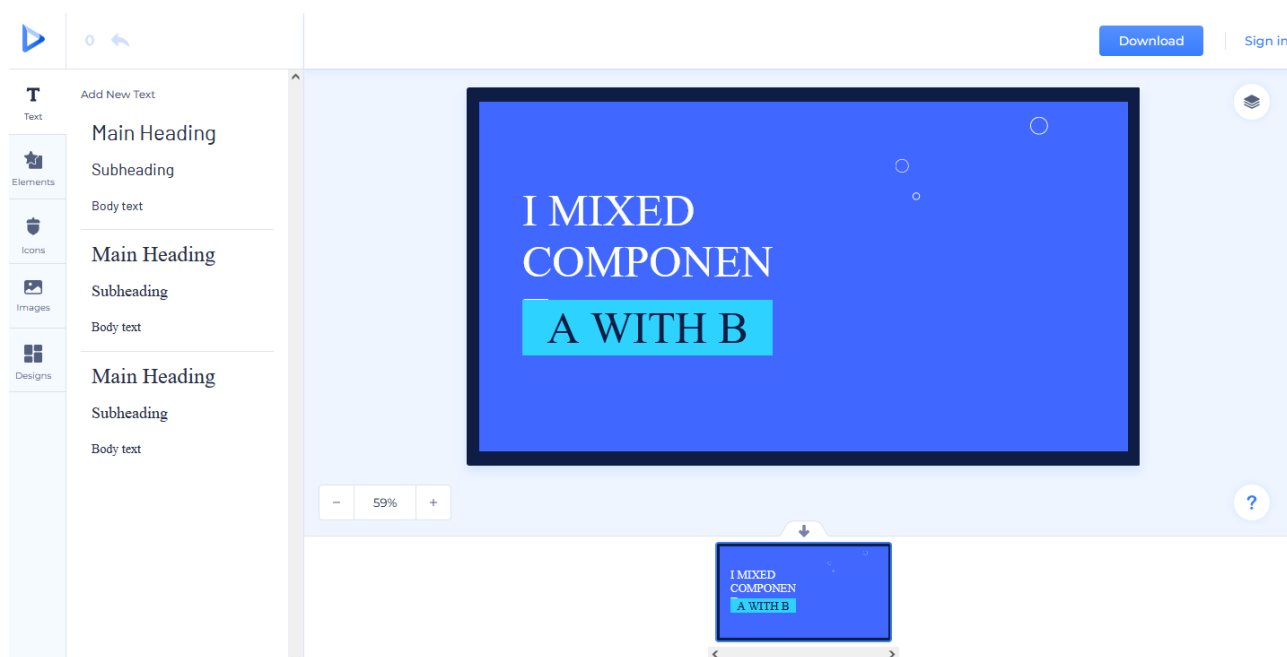 0
Download
Sign in
Text
Elements
Icons
Images
Designs
Add New Text
Main Heading
Subheading
Body text
Main Heading
Subheading
Body text
Main Heading
Subheading
Body text
I MIXED
COMPONEN
A WITH B
− 59% +
?
I MIXED
COMPONEN
A WITH B